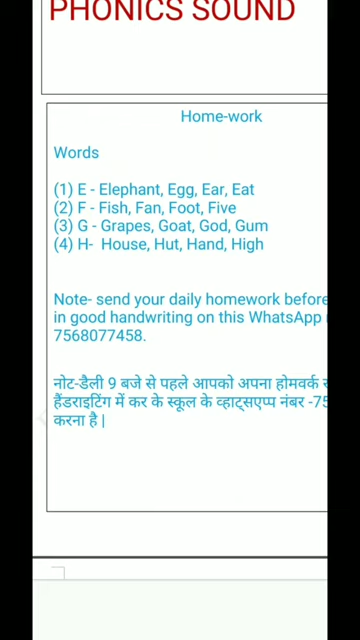 PHONICS SOUND
Home-work
Words
(1) E - Elephant, Egg, Ear, Eat
(2) F - Fish, Fan, Foot, Five
(3) G - Grapes, Goat, God, Gum
(4) H- House, Hut, Hand, High
Note- send your daily homework before
in good handwriting on this WhatsApp
7568077458.
नोट-डैली 9 बजे से पहले आपको अपना होमवर्क
हैंडराइटिंग में कर के स्कूल के व्हाट्सएप्प नंबर -75
करना है |